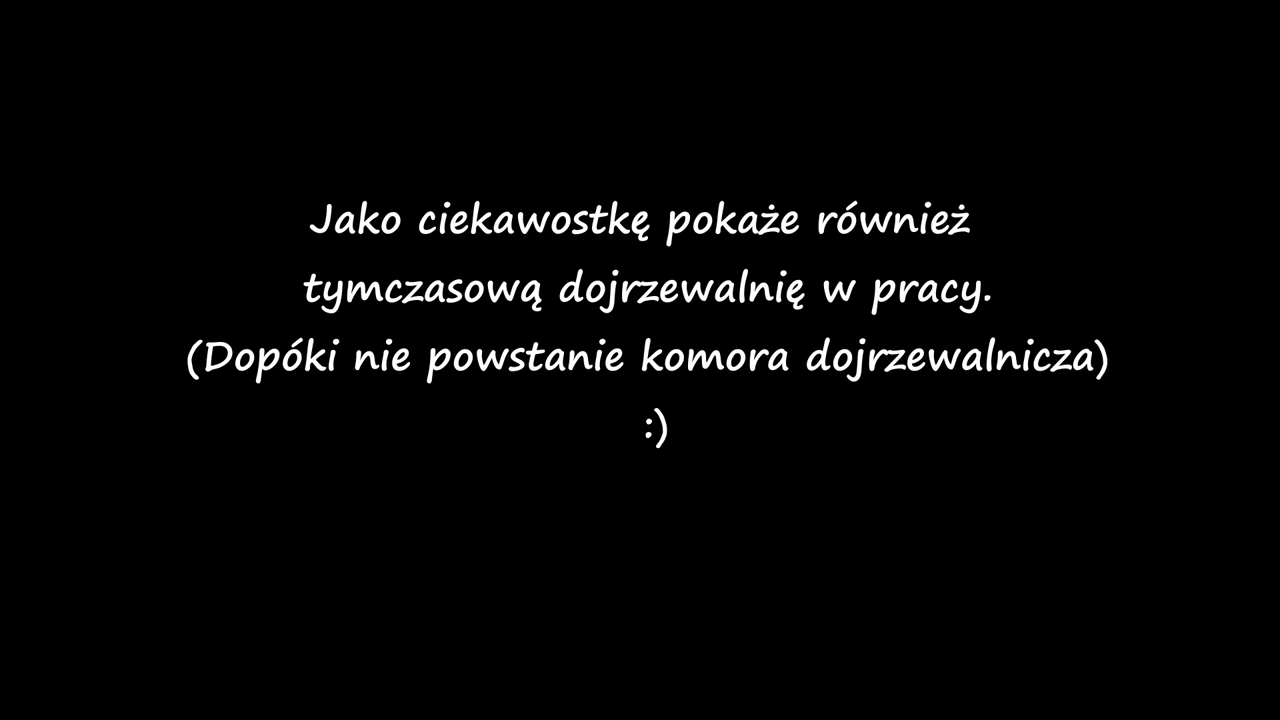 Jako ciekawostkę pokaże również
tymczasową dojrzewalnię w pracy.
(Dopóki nie powstanie komora dojrzewalnicza)
:)